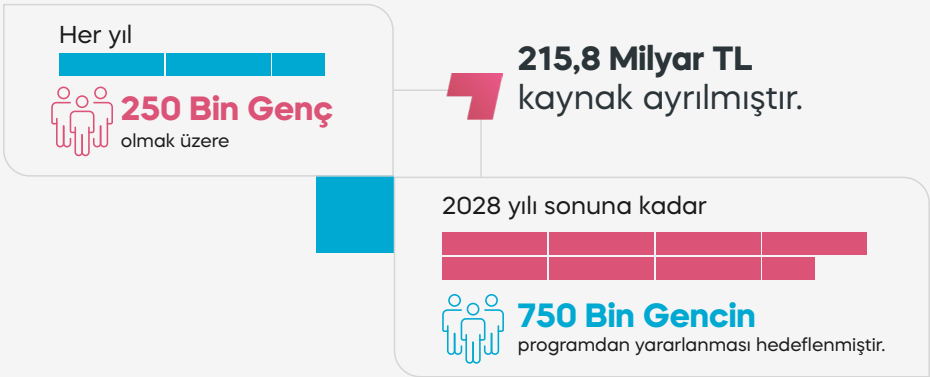 Her yıl
250 Bin Genç
olmak üzere
215,8 Milyar TL
kaynak ayrılmıştır.
2028 yılı sonuna kadar
750 Bin Gencin
programdan yararlanması hedeflenmiştir.